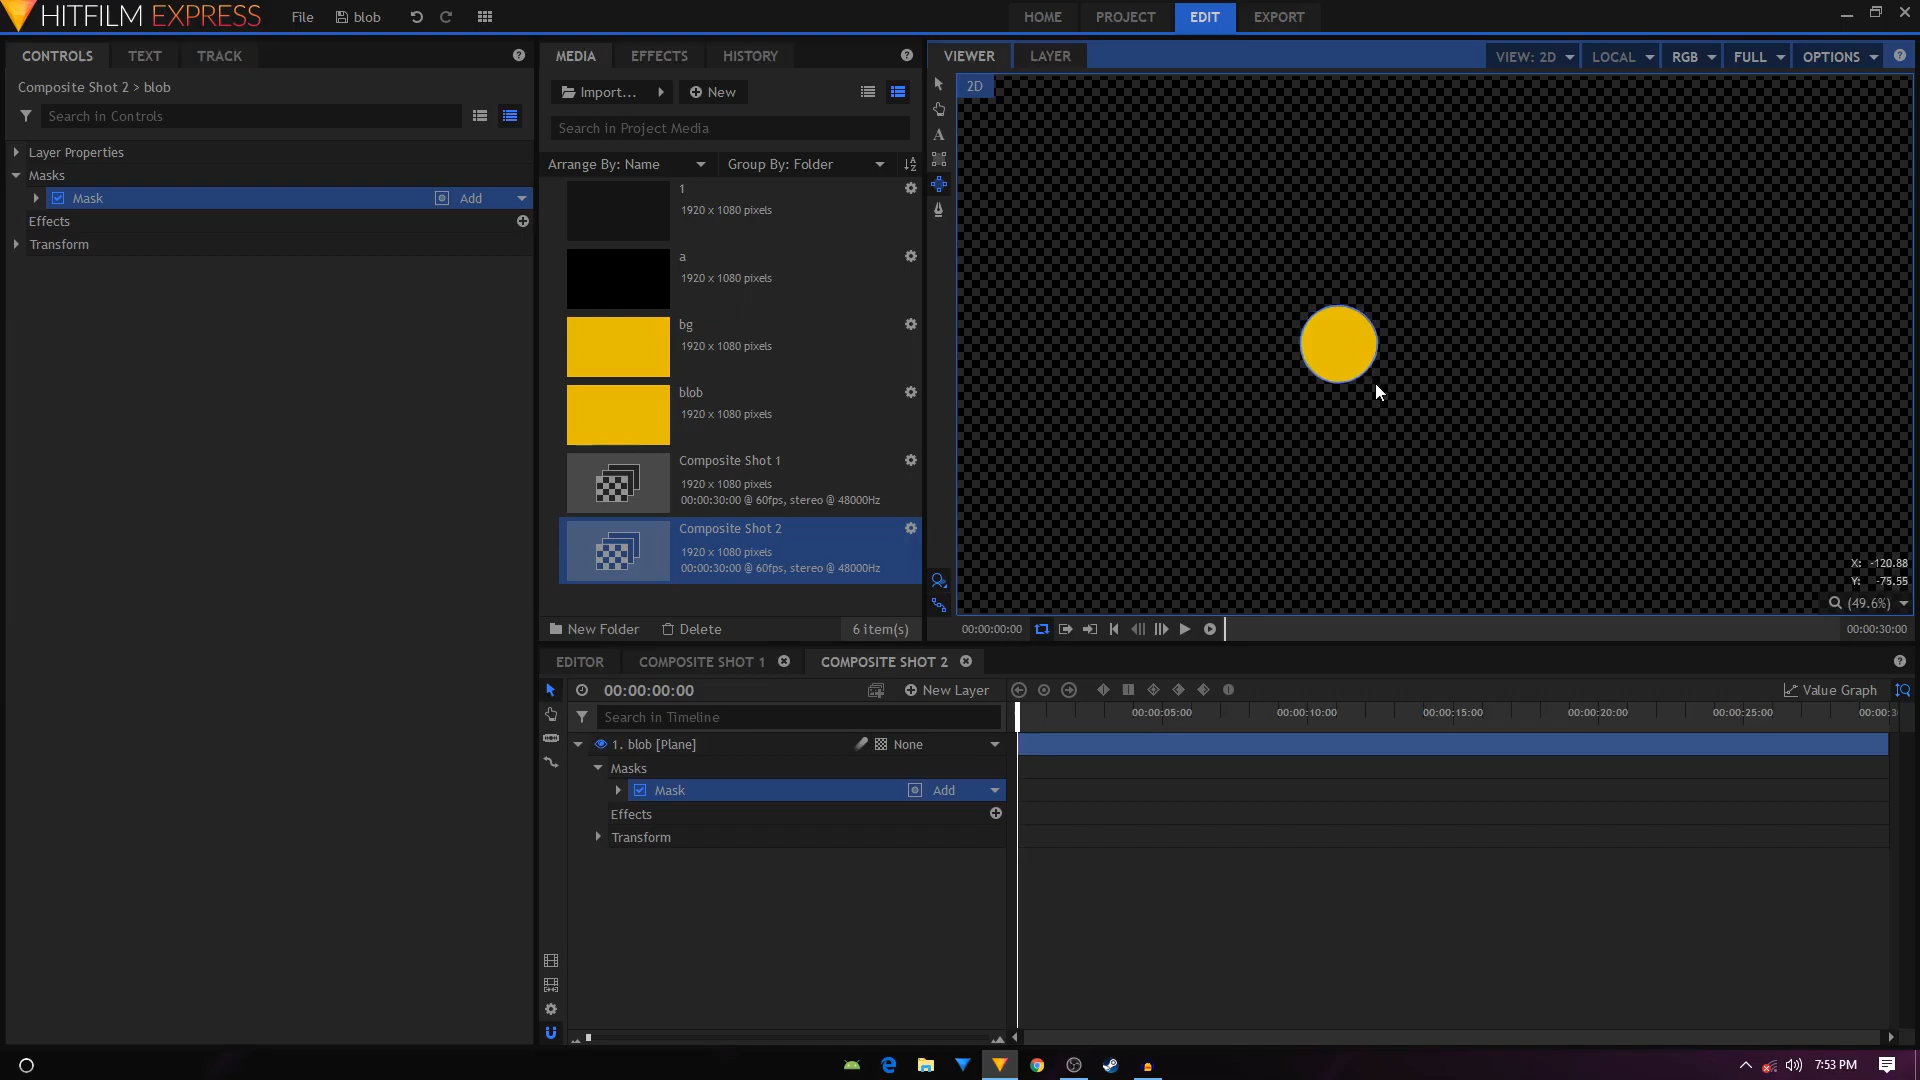 HITFILM EXPRESS
File
blob
HOME
PROJECT
EDIT
EXPORT
CONTROLS
TEXT
TRACK
Composite Shot 2 > blob
Search in Controls
Layer Properties
Masks
Mask
Add
Effects
Transform
MEDIA
EFFECTS
HISTORY
Import...
New
Search in Project Media
Arrange By: Name
Group By: Folder
1
1920 x 1080 pixels
a
1920 x 1080 pixels
bg
1920 x 1080 pixels
blob
1920 x 1080 pixels
Composite Shot 1
1920 x 1080 pixels
00:00:30:00 @ 60fps, stereo @ 48000Hz
Composite Shot 2
1920 x 1080 pixels
00:00:30:00 @ 60fps, stereo @ 48000Hz
New Folder
Delete
6 item(s)
VIEWER
LAYER
VIEW: 2D
LOCAL
RGB
FULL
OPTIONS
2D
X: -120.88
Y: -75.55
(49.6%)
00:00:00:00
00:00:30:00
EDITOR
COMPOSITE SHOT 1
COMPOSITE SHOT 2
00:00:00:00
New Layer
Value Graph
Search in Timeline
00:00:05:00
00:00:10:00
00:00:15:00
00:00:20:00
00:00:25:00
00:00:3
1. blob [Plane]
None
Masks
Mask
Add
Effects
Transform
7:53 PM